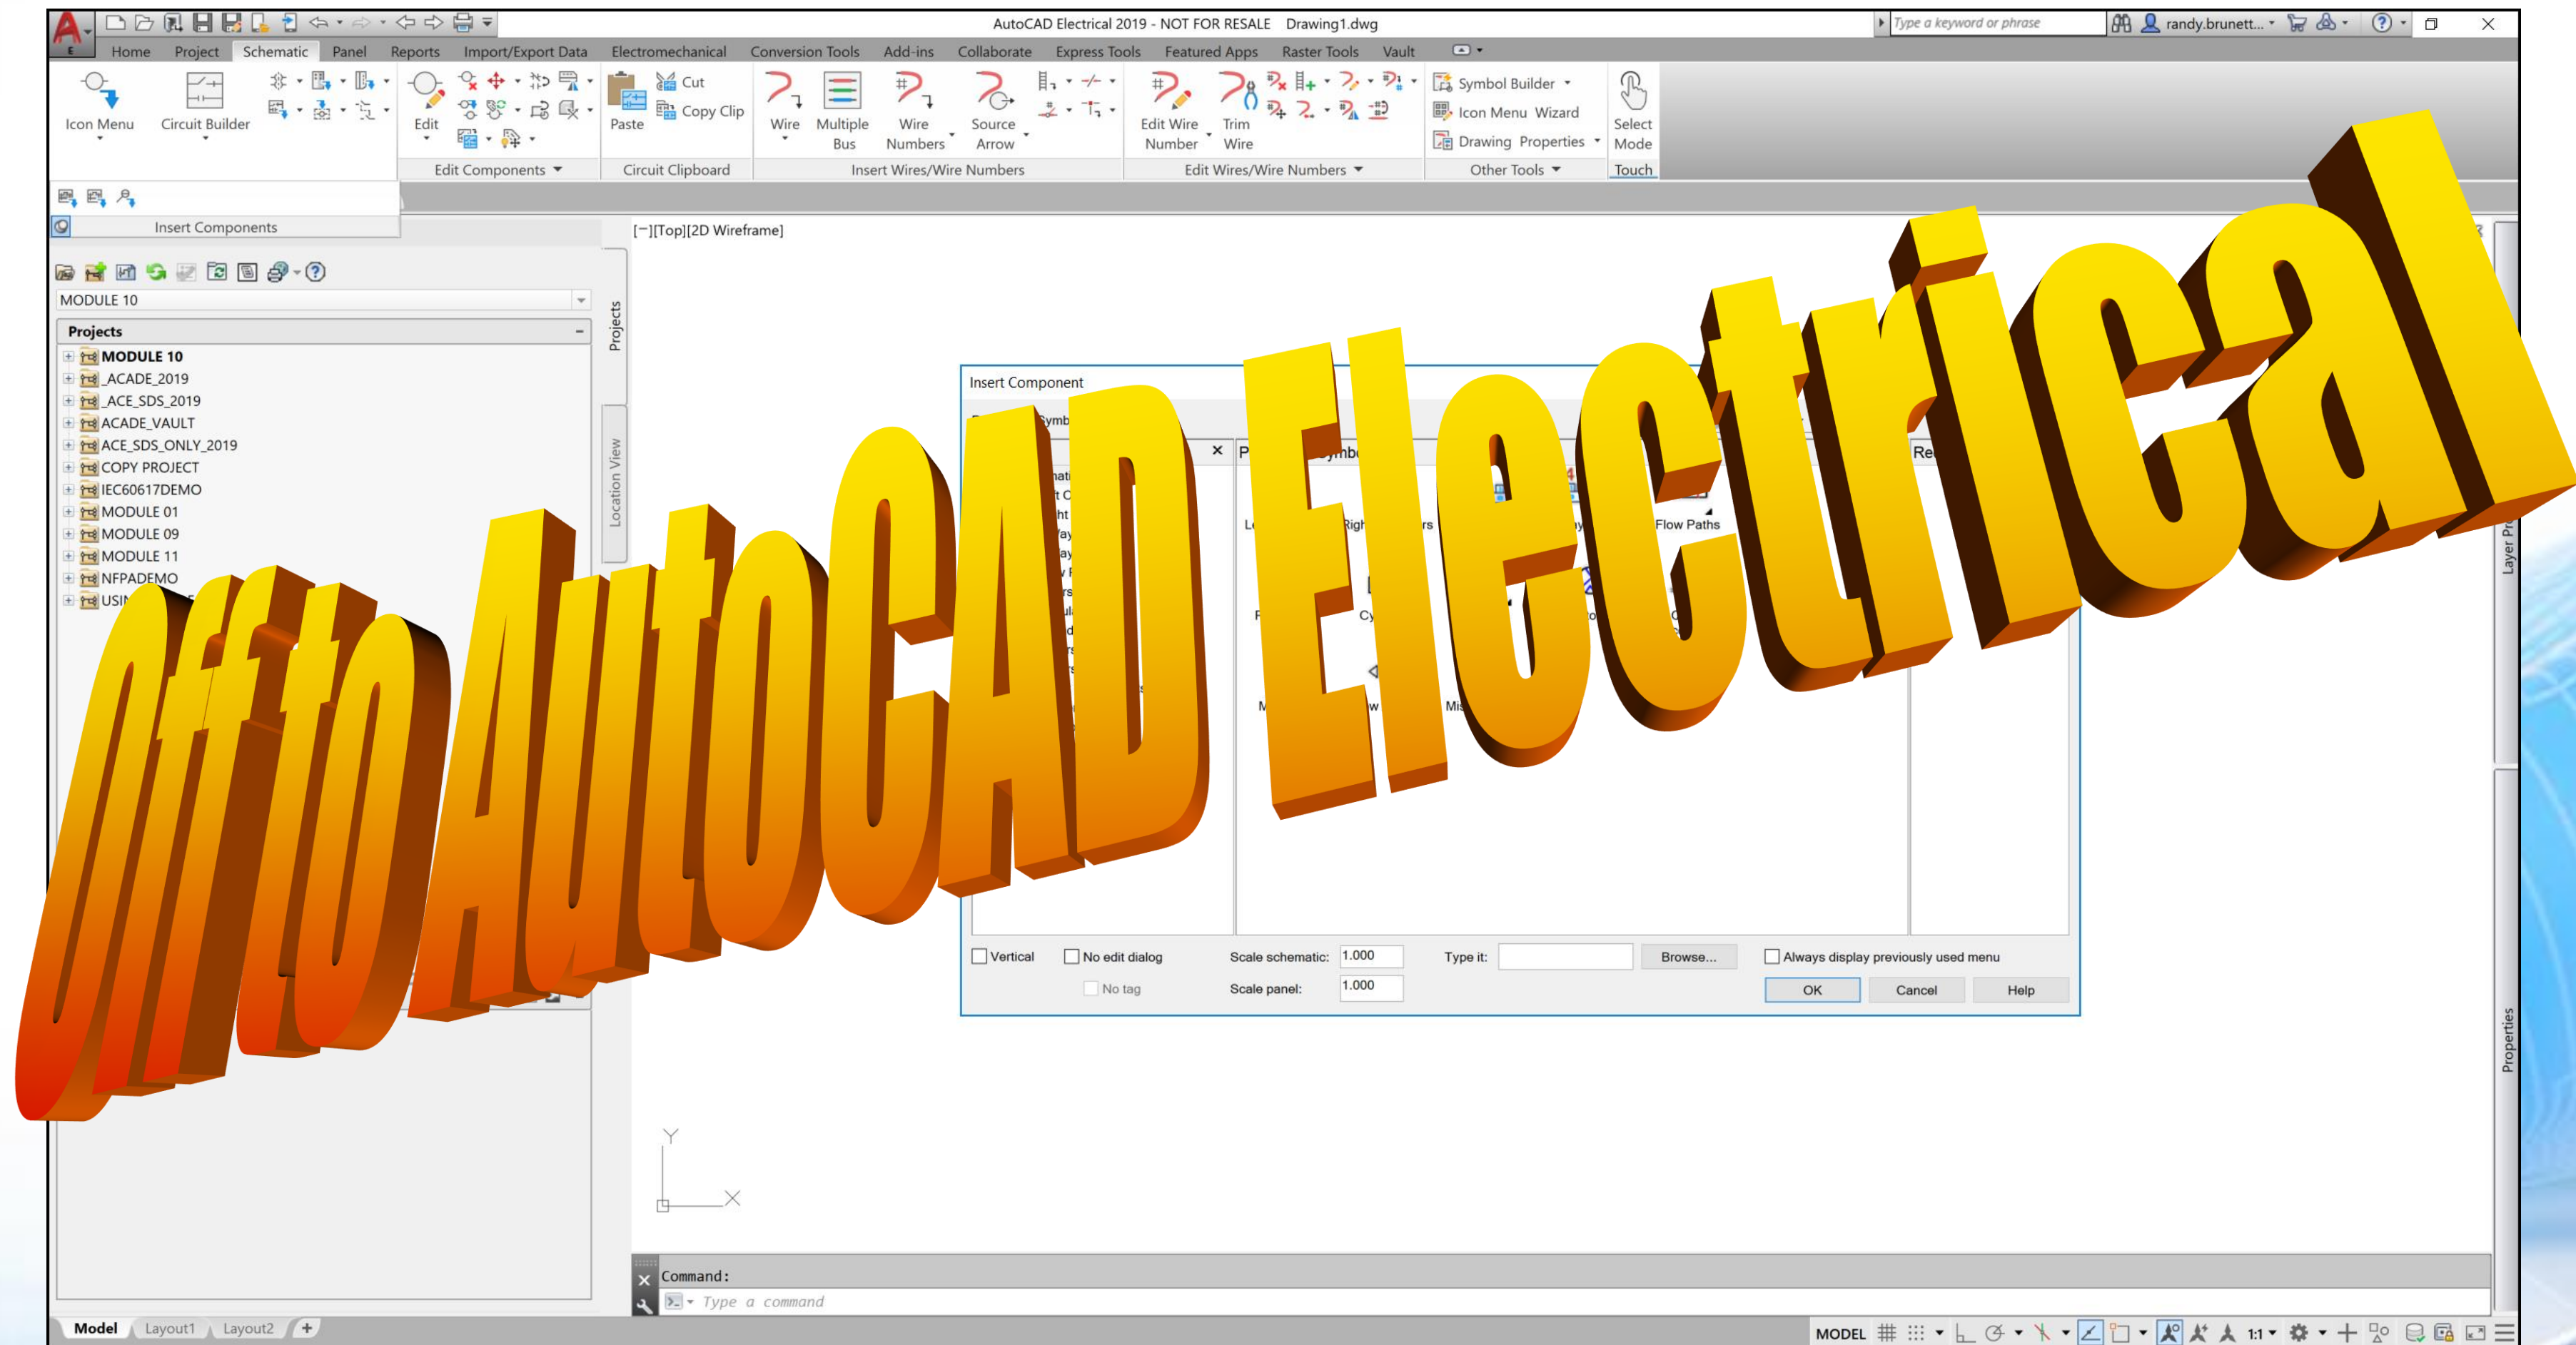 AutoCAD Electrical 2019 - NOT FOR RESALE Drawing1.dwg
Type a keyword or phrase
randy.brunett...
Home Project Schematic Panel Reports Import/Export Data Electromechanical Conversion Tools Add-ins Collaborate Express Tools Featured Apps Raster Tools Vault
Icon Menu
Circuit Builder
Insert Components
Edit
Edit Components
Paste
Cut
Copy Clip
Circuit Clipboard
Wire
Multiple
Bus
Wire
Numbers
Source
Arrow
Insert Wires/Wire Numbers
Edit Wire
Number
Trim
Wire
Edit Wires/Wire Numbers
Symbol Builder
Icon Menu Wizard
Drawing Properties
Other Tools
Select
Mode
Touch
[−][Top][2D Wireframe]
MODULE 10
Projects
MODULE 10
_ACADE_2019
_ACE_SDS_2019
ACADE_VAULT
ACE_SDS_ONLY_2019
COPY PROJECT
IEC60617DEMO
MODULE 01
MODULE 09
MODULE 11
NFPADEMO
Projects
Location View
Off to AutoCAD Electrical
Insert Component
Flow Paths
Vertical
No edit dialog
No tag
Scale schematic: 1.000
Scale panel: 1.000
Type it:
Browse...
Always display previously used menu
OK
Cancel
Help
Properties
Y
X
Command:
Type a command
Model Layout1 Layout2 +
MODEL
1:1